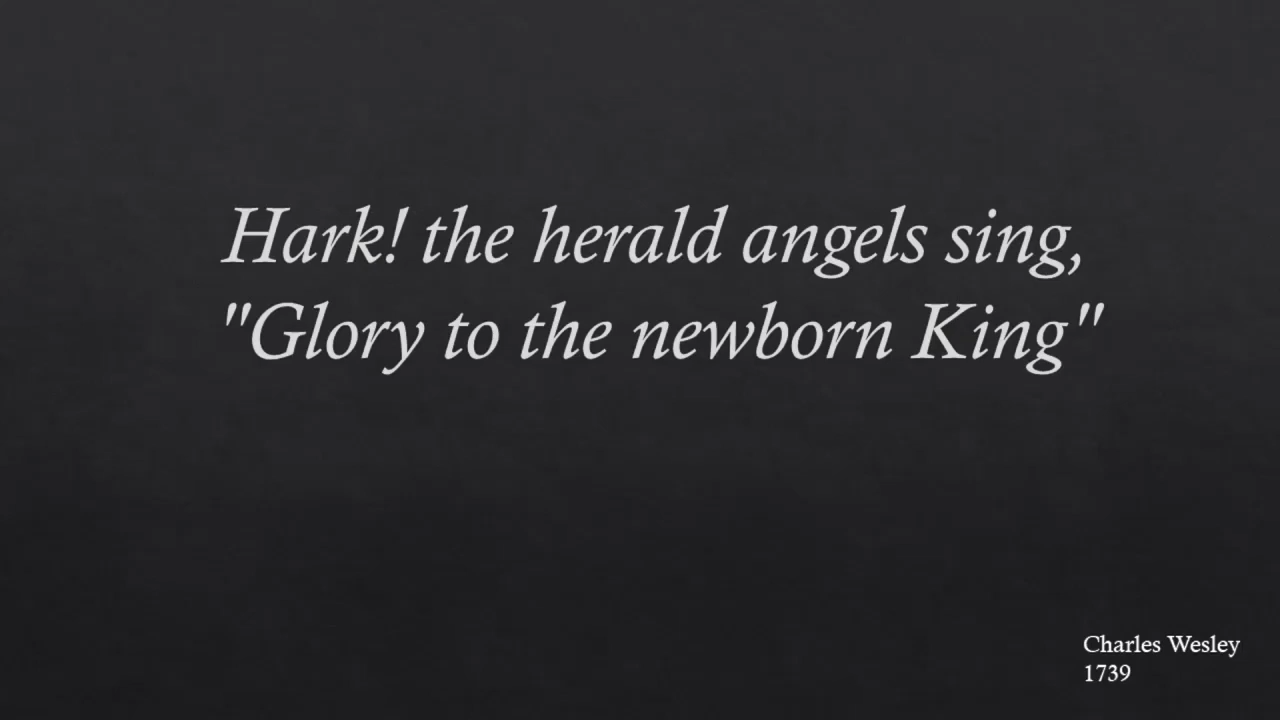 Hark! the herald angels sing,
"Glory to the newborn King"
Charles Wesley
1739